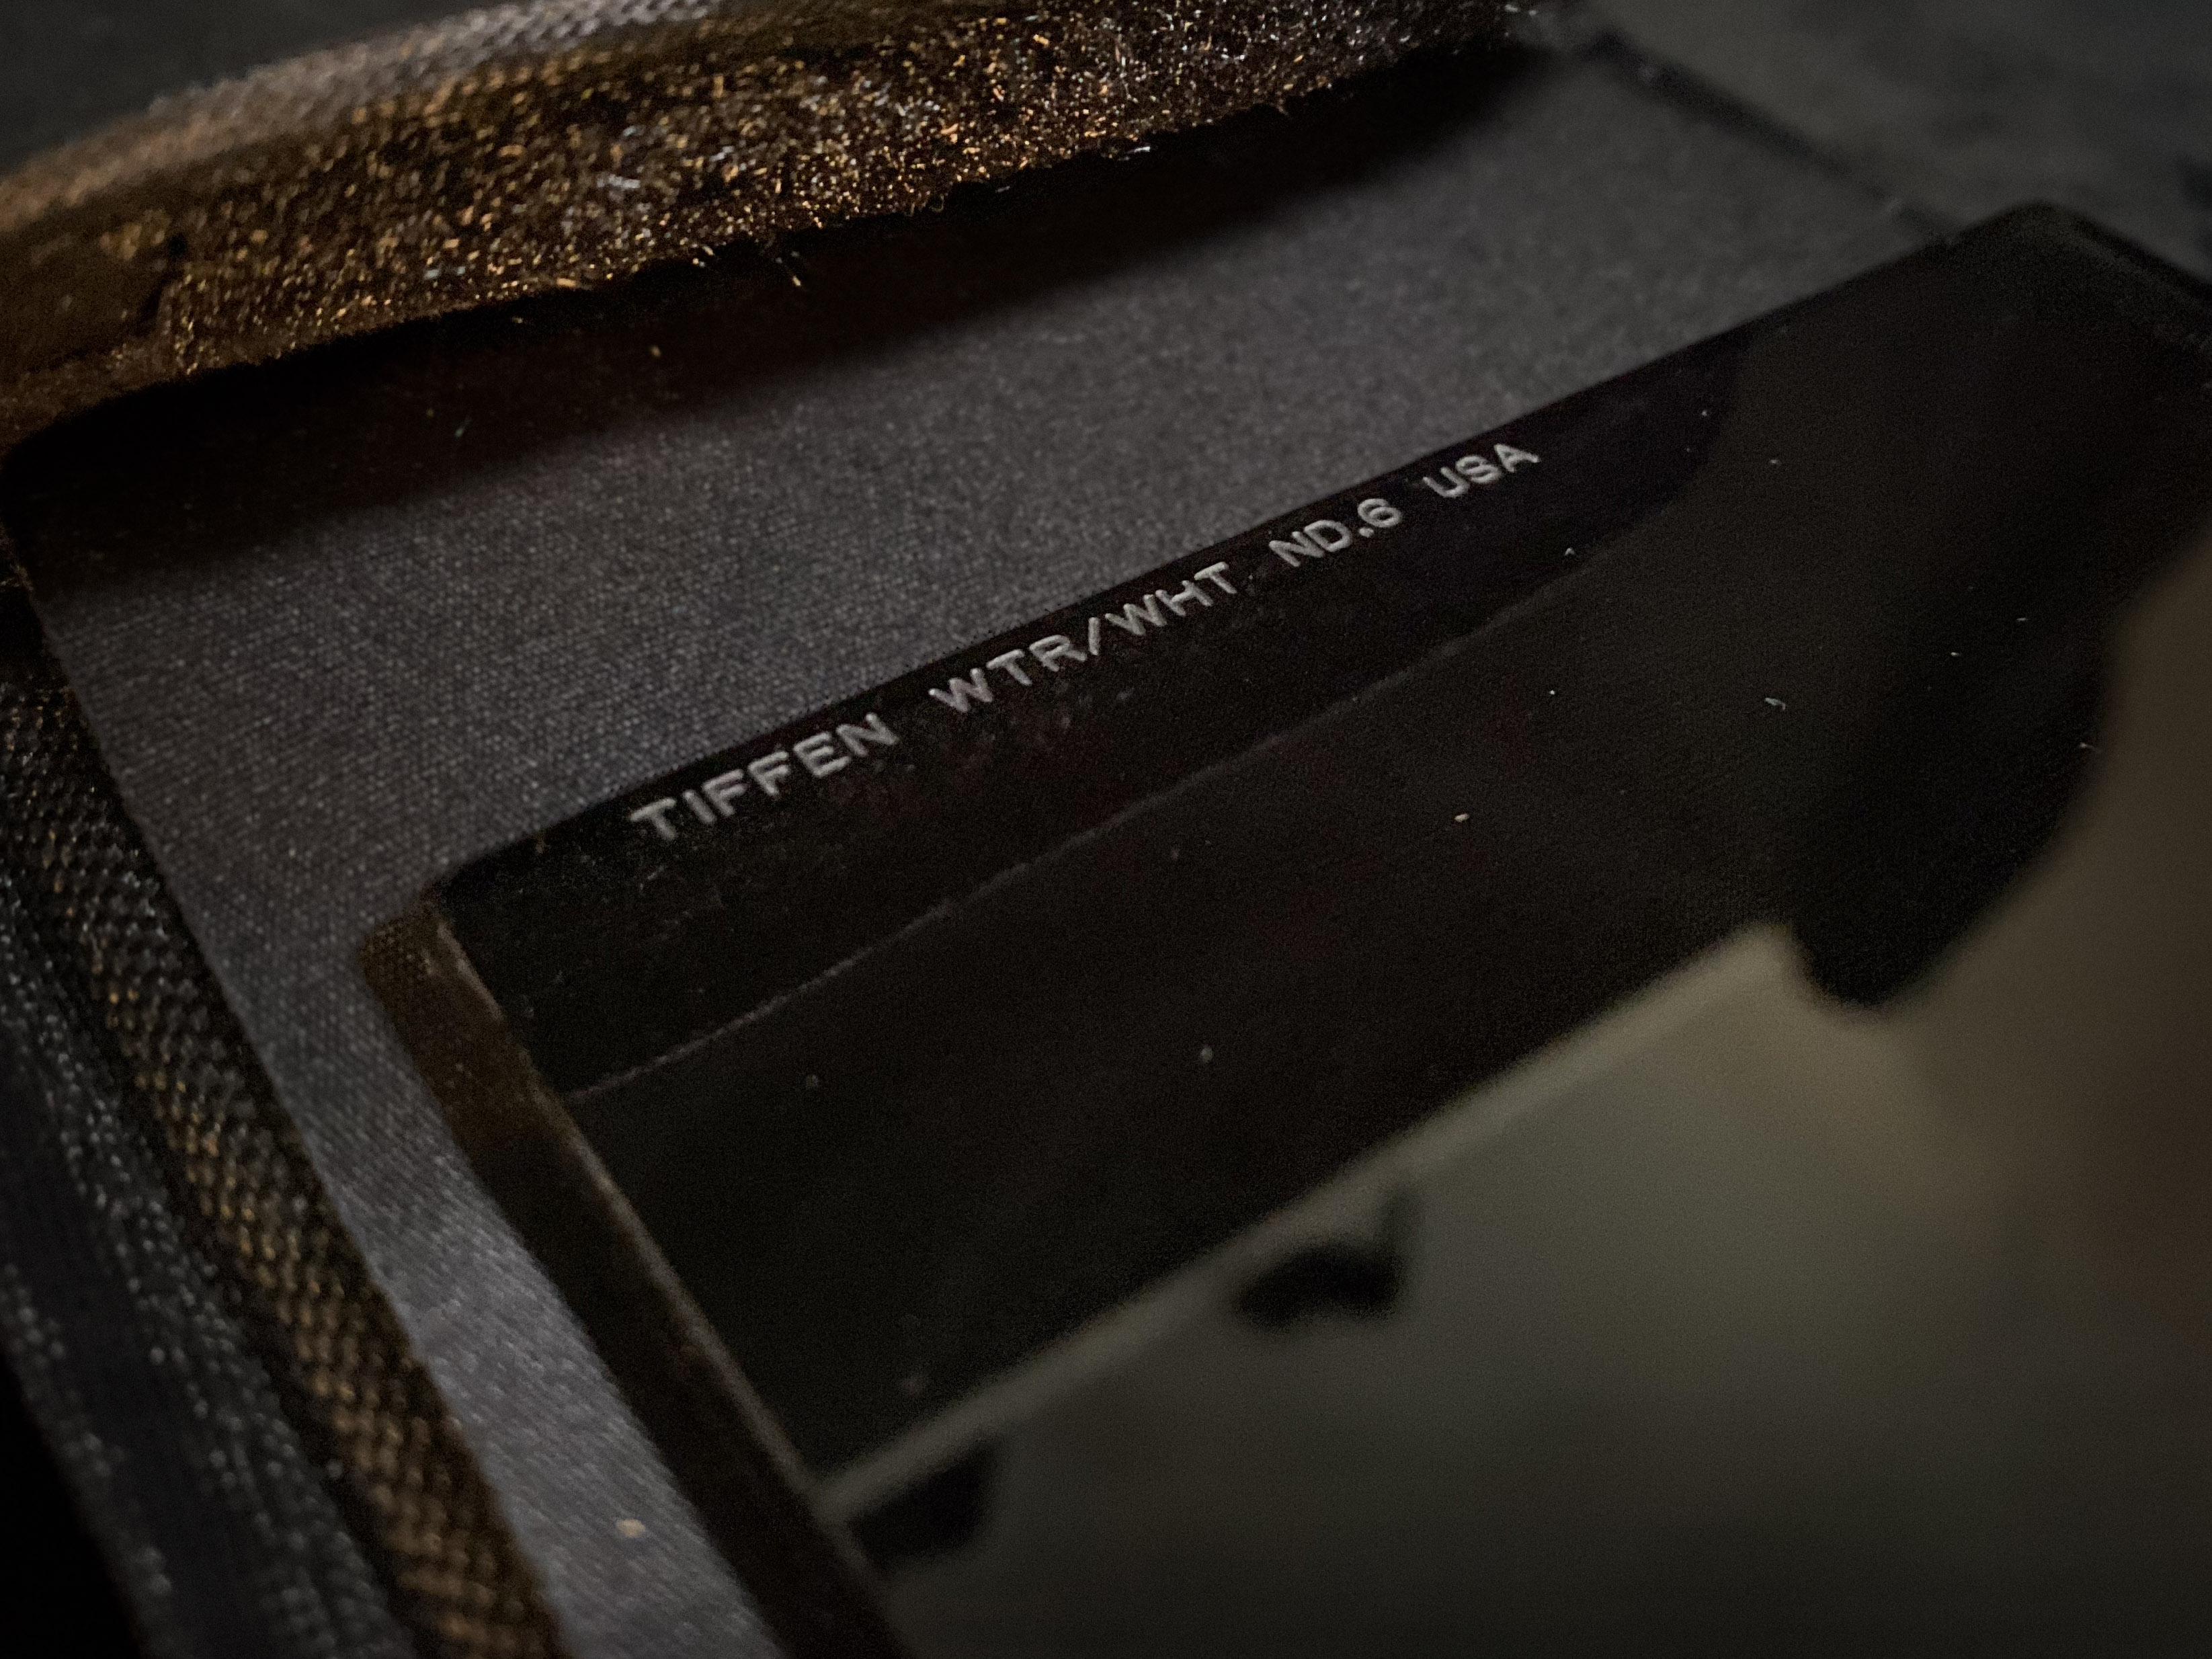 TIFFEN WTR/WHT ND.6 USA